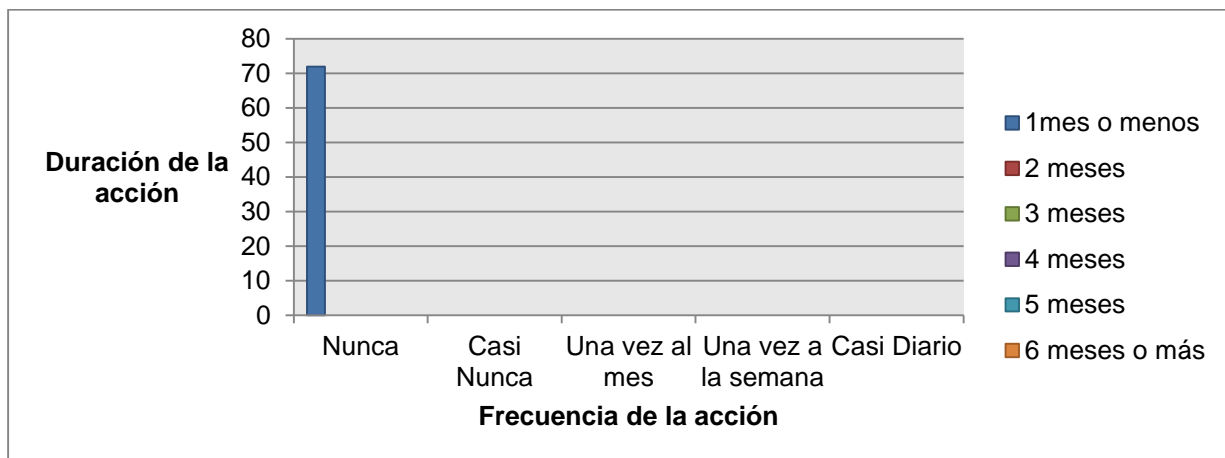 80
70
60
50
40
30
20
10
0
Duración de la
acción
Nunca
Casi
Nunca
Una vez al
mes
Una vez a
la semana
Casi Diario
Frecuencia de la acción
1mes o menos
2 meses
3 meses
4 meses
5 meses
6 meses o más